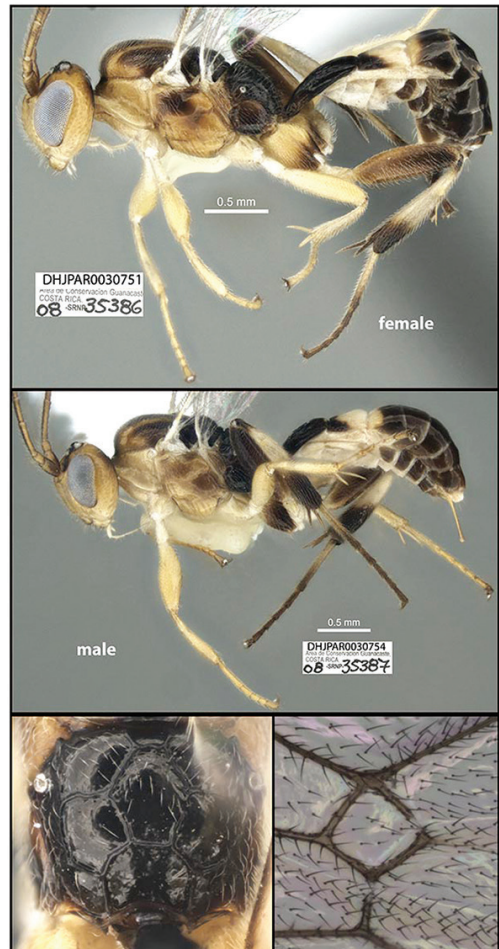 0.5 mm
DHJPAR0030751
Area de Conservacion Guanacaste
COSTA RICA
08 -SRNP 35386
female
male
0.5 mm
DHJPAR0030754
Area de Conservacion Guanacaste
COSTA RICA
08 -SRNP 35387